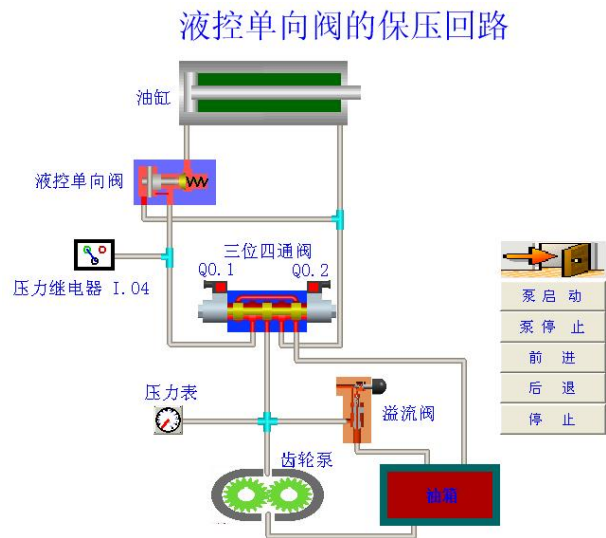 液控单向阀的保压回路
油缸
液控单向阀
三位四通阀
Q0.1
Q0.2
压力继电器 I.04
泵启动
泵停止
前进
后退
停止
压力表
溢流阀
齿轮泵
油箱